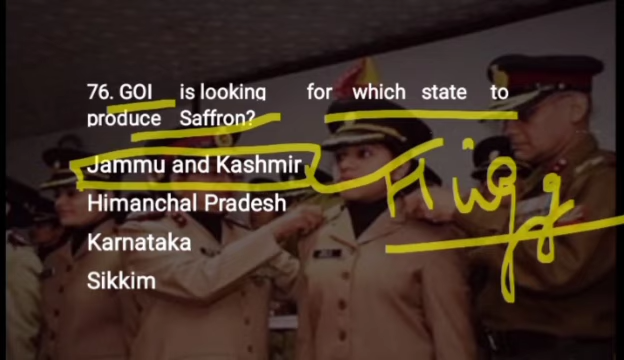 76. GOI is looking for which state to
produce Saffron?
Jammu and Kashmir
Himanchal Pradesh
Karnataka
Sikkim